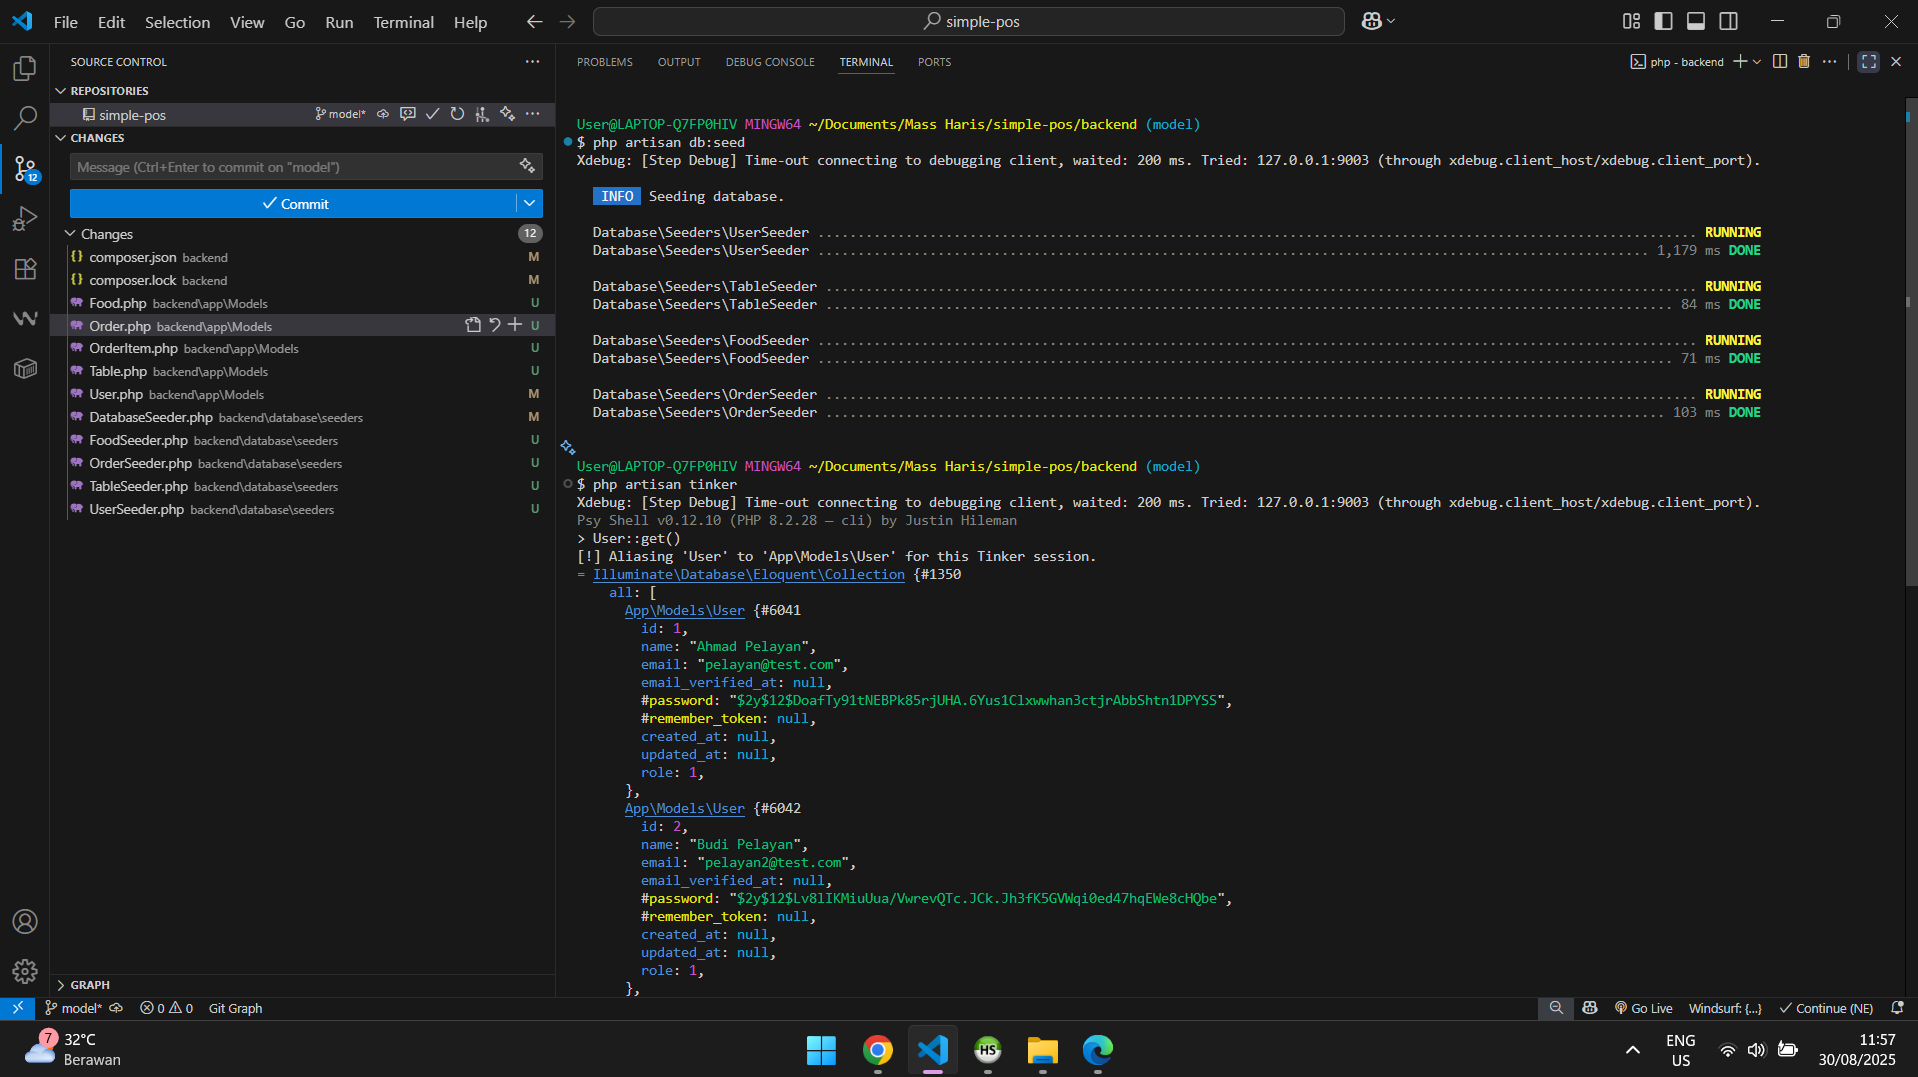 File Edit Selection View Go Run Terminal Help
simple-pos
SOURCE CONTROL
REPOSITORIES
simple-pos model*
CHANGES
Message (Ctrl+Enter to commit on "model")
Commit
Changes 12
12
composer.json backend M
composer.lock backend M
Food.php backend\app\Models U
Order.php backend\app\Models U
OrderItem.php backend\app\Models U
Table.php backend\app\Models U
User.php backend\app\Models M
DatabaseSeeder.php backend\database\seeders M
FoodSeeder.php backend\database\seeders U
OrderSeeder.php backend\database\seeders U
TableSeeder.php backend\database\seeders U
UserSeeder.php backend\database\seeders U
GRAPH
PROBLEMS OUTPUT DEBUG CONSOLE TERMINAL PORTS
php - backend
User@LAPTOP-Q7FP0HIV MINGW64 ~/Documents/Mass Haris/simple-pos/backend (model)
$ php artisan db:seed
Xdebug: [Step Debug] Time-out connecting to debugging client, waited: 200 ms. Tried: 127.0.0.1:9003 (through xdebug.client_host/xdebug.client_port).
INFO Seeding database.
Database\Seeders\UserSeeder ............................................................................................................. RUNNING
Database\Seeders\UserSeeder ....................................................................................................... 1,179 ms DONE
Database\Seeders\TableSeeder ............................................................................................................ RUNNING
Database\Seeders\TableSeeder .......................................................................................................... 84 ms DONE
Database\Seeders\FoodSeeder ............................................................................................................. RUNNING
Database\Seeders\FoodSeeder .......................................................................................................... 71 ms DONE
Database\Seeders\OrderSeeder ............................................................................................................ RUNNING
Database\Seeders\OrderSeeder ......................................................................................................... 103 ms DONE
User@LAPTOP-Q7FP0HIV MINGW64 ~/Documents/Mass Haris/simple-pos/backend (model)
$ php artisan tinker
Xdebug: [Step Debug] Time-out connecting to debugging client, waited: 200 ms. Tried: 127.0.0.1:9003 (through xdebug.client_host/xdebug.client_port).
Psy Shell v0.12.10 (PHP 8.2.28 — cli) by Justin Hileman
> User::get()
[!] Aliasing 'User' to 'App\Models\User' for this Tinker session.
= Illuminate\Database\Eloquent\Collection {#1350
all: [
App\Models\User {#6041
id: 1,
name: "Ahmad Pelayan",
email: "pelayan@test.com",
email_verified_at: null,
#password: "$2y$12$DoafTy91tNEBPk85rjUHA.6Yus1Clxwwhan3ctjrAbbShtn1DPYSS",
#remember_token: null,
created_at: null,
updated_at: null,
role: 1,
},
App\Models\User {#6042
id: 2,
name: "Budi Pelayan",
email: "pelayan2@test.com",
email_verified_at: null,
#password: "$2y$12$Lv8lIKMiuUua/VwrevQTc.JCk.Jh3fK5GVWqi0ed47hqEWe8cHQbe",
#remember_token: null,
created_at: null,
updated_at: null,
role: 1,
},
model* 0 0 Git Graph
Go Live Windsurf: {...} Continue (NE)
7
32°C
Berawan
HS
ENG
US
11:57
30/08/2025